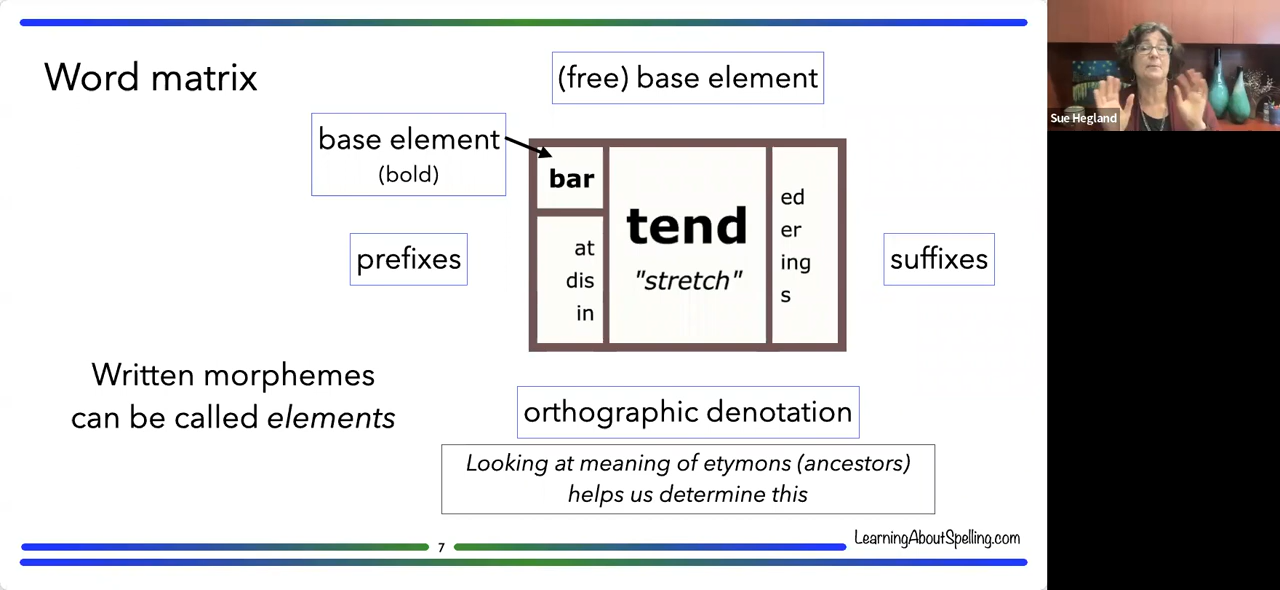 Word matrix
(free) base element
base element
(bold)
bar
prefixes
at
dis
in
tend
"stretch"
ed
er
ing
s
suffixes
Written morphemes
can be called elements
orthographic denotation
Looking at meaning of etymons (ancestors)
helps us determine this
7
LearningAboutSpelling.com
Sue Hegland